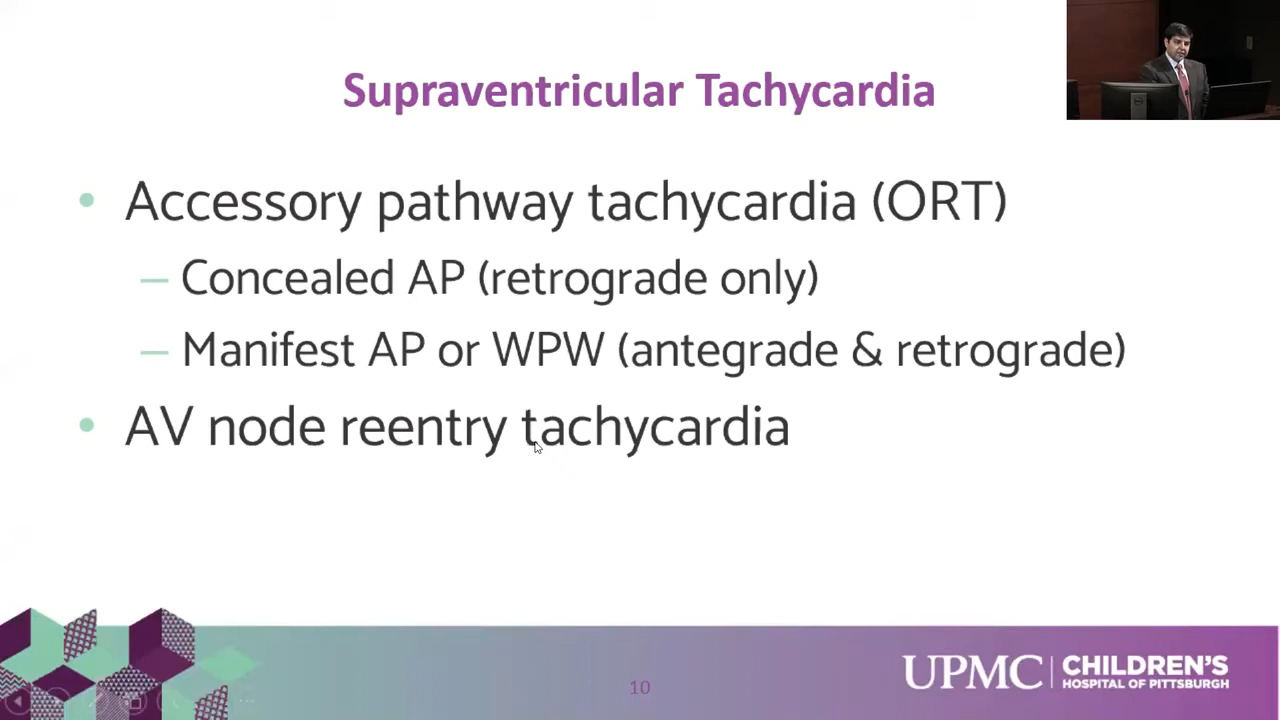 Supraventricular Tachycardia
• Accessory pathway tachycardia (ORT)
– Concealed AP (retrograde only)
– Manifest AP or WPW (antegrade & retrograde)
• AV node reentry tachycardia
10
UPMC | CHILDREN'S
HOSPITAL OF PITTSBURGH